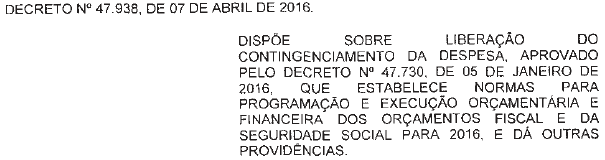 DECRETO Nº 47.938, DE 07 DE ABRIL DE 2016.
DISPÕE SOBRE LIBERAÇÃO DO
CONTINGENCIAMENTO DA DESPESA, APROVADO
PELO DECRETO Nº 47.730, DE 05 DE JANEIRO DE
2016, QUE ESTABELECE NORMAS PARA
PROGRAMAÇÃO E EXECUÇÃO ORÇAMENTÁRIA E
FINANCEIRA DOS ORÇAMENTOS FISCAL E DA
SEGURIDADE SOCIAL PARA 2016, E DÁ OUTRAS
PROVIDÊNCIAS.